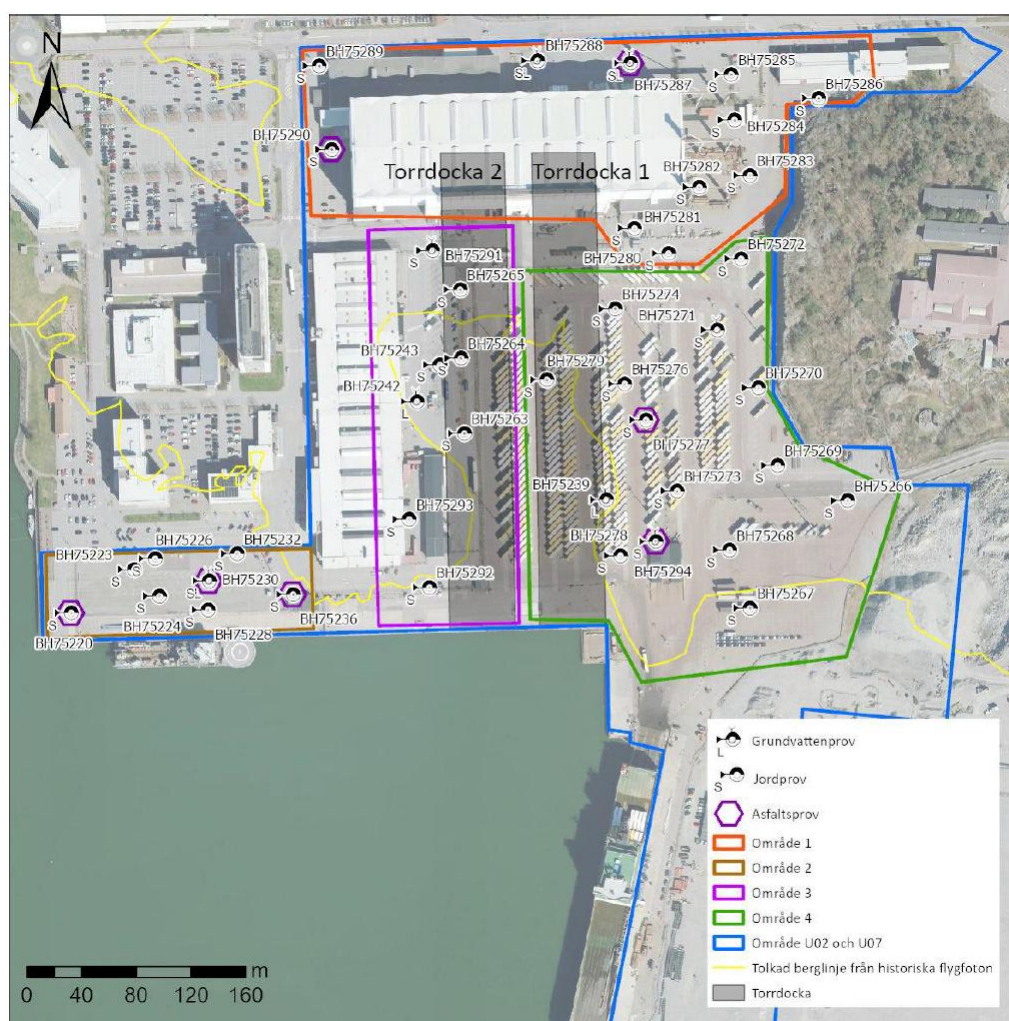 N
BH75289
BH75288
BH75285
SL
SL
BH75287
S
S
BH75286
S
BH75290
BH75284
S
S
BH75283
Torrdocka 2
Torrdocka 1
BH75282
S
S
BH75281
S
BH75291
BH75280
BH75272
S
S
S
BH75265
BH75274
S
S
BH75271
BH75243
BH75264
S
BH75279
BH75276
BH75270
BH75242
S
S
S
S
L
BH75263
BH75277
S
S
BH75269
BH75239
BH75273
BH75266
S
BH75293
L
S
S
BH75278
BH75268
S
BH75223
BH75226
BH75232
S
BH75294
S
S
S
S
BH75230
BH75292
BH75267
SL
S
S
S
S
S
BH75220
BH75224
BH75228
BH75236
L
Grundvattenprov
S
Jordprov
Asfaltsprov
Område 1
Område 2
Område 3
Område 4
Område U02 och U07
Tolkad berglinje från historiska flygfoton
Torrdocka
m
0 40 80 120 160